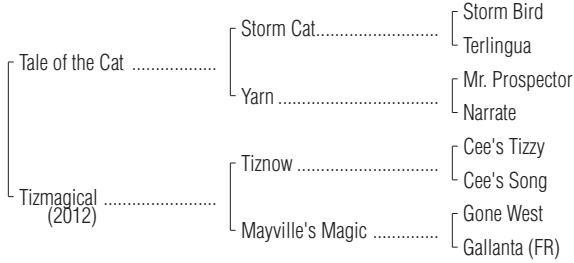 Storm Bird
Storm Cat..............................
Terlingua
Tale of the Cat ....................
Mr. Prospector
Yarn ......................................
Narrate
Cee's Tizzy
Tiznow ..................................
Cee's Song
Tizmagical ..........................
(2012)
Gone West
Mayville's Magic ................
Gallanta (FR)